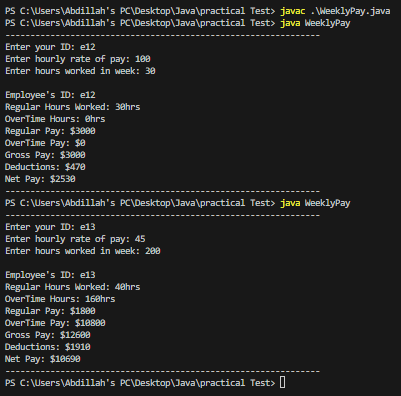 PS C:\Users\Abdillah's PC\Desktop\Java\practical Test> javac .\WeeklyPay.java
PS C:\Users\Abdillah's PC\Desktop\Java\practical Test> java WeeklyPay
------------------------------------------------------------
Enter your ID: e12
Enter hourly rate of pay: 100
Enter hours worked in week: 30

Employee's ID: e12
Regular Hours Worked: 30hrs
OverTime Hours: 0hrs
Regular Pay: $3000
OverTime Pay: $0
Gross Pay: $3000
Deductions: $470
Net Pay: $2530
------------------------------------------------------------
PS C:\Users\Abdillah's PC\Desktop\Java\practical Test> java WeeklyPay
------------------------------------------------------------
Enter your ID: e13
Enter hourly rate of pay: 45
Enter hours worked in week: 200

Employee's ID: e13
Regular Hours Worked: 40hrs
OverTime Hours: 160hrs
Regular Pay: $1800
OverTime Pay: $10800
Gross Pay: $12600
Deductions: $1910
Net Pay: $10690
------------------------------------------------------------
PS C:\Users\Abdillah's PC\Desktop\Java\practical Test>